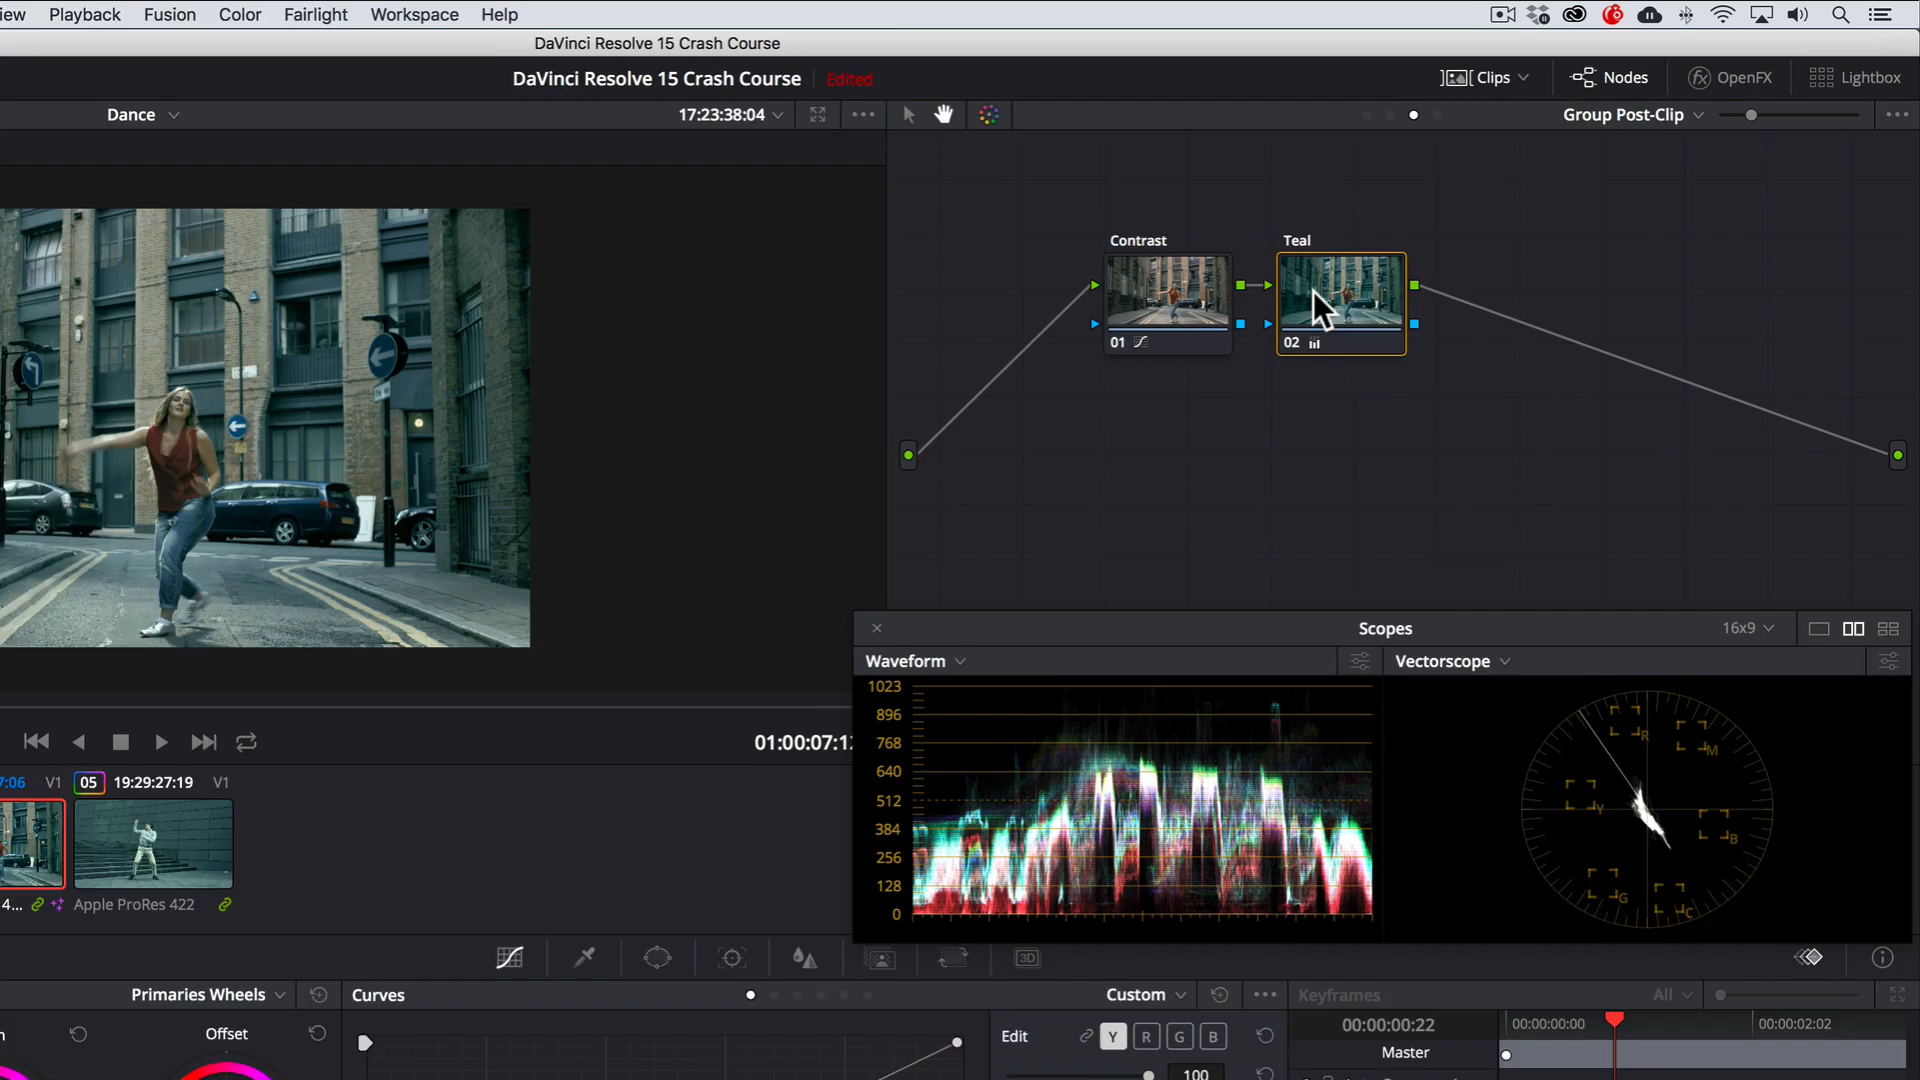 iew Playback Fusion Color Fairlight Workspace Help
DaVinci Resolve 15 Crash Course
DaVinci Resolve 15 Crash Course Edited
Clips Nodes OpenFX Lightbox
Dance 17:23:38:04 Group Post-Clip
Contrast Teal
01 02
Scopes 16x9
Waveform Vectorscope
1023
896
768
640
512
384
256
128
0
R
M
Y
B
G
C
01:00:07:1
7:06 V1 05 19:29:27:19 V1
4... Apple ProRes 422
3D
Primaries Wheels Curves Custom Keyframes All
n Offset Edit Y R G B 00:00:00:22 00:00:00:00 00:00:02:02
Master
100